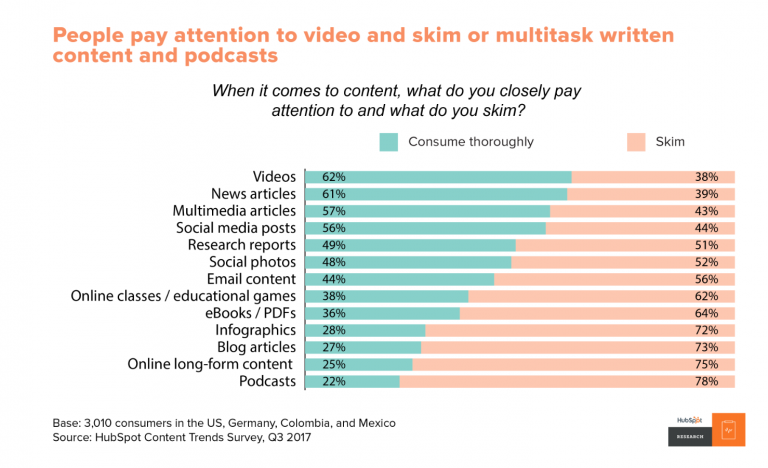 People pay attention to video and skim or multitask written
content and podcasts
When it comes to content, what do you closely pay
attention to and what do you skim?
Consume thoroughly Skim
Videos 62% 38%
News articles 61% 39%
Multimedia articles 57% 43%
Social media posts 56% 44%
Research reports 49% 51%
Social photos 48% 52%
Email content 44% 56%
Online classes / educational games 38% 62%
eBooks / PDFs 36% 64%
Infographics 28% 72%
Blog articles 27% 73%
Online long-form content 25% 75%
Podcasts 22% 78%
Base: 3,010 consumers in the US, Germany, Colombia, and Mexico
Source: HubSpot Content Trends Survey, Q3 2017
HubSpot
RESEARCH